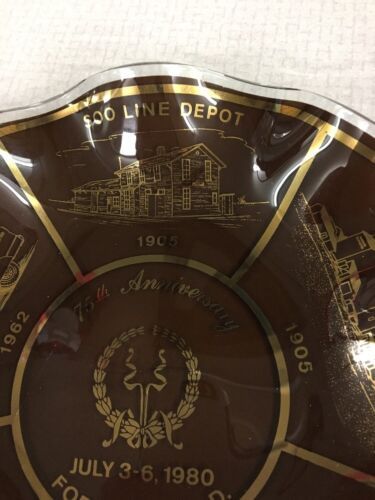 SOO LINE DEPOT
1905
1962
75th Anniversary
1905
JULY 3-6, 1980